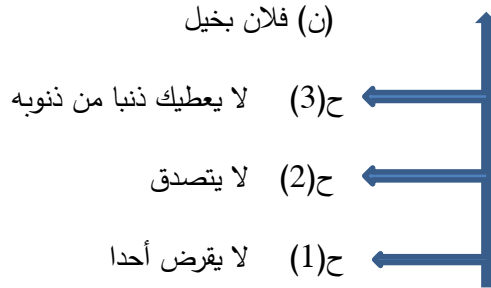 (ن) فلان بخيل
ح(3) لا يعطيك ذنبا من ذنوبه
ح(2) لا يتصدق
ح(1) لا يقرض أحدا